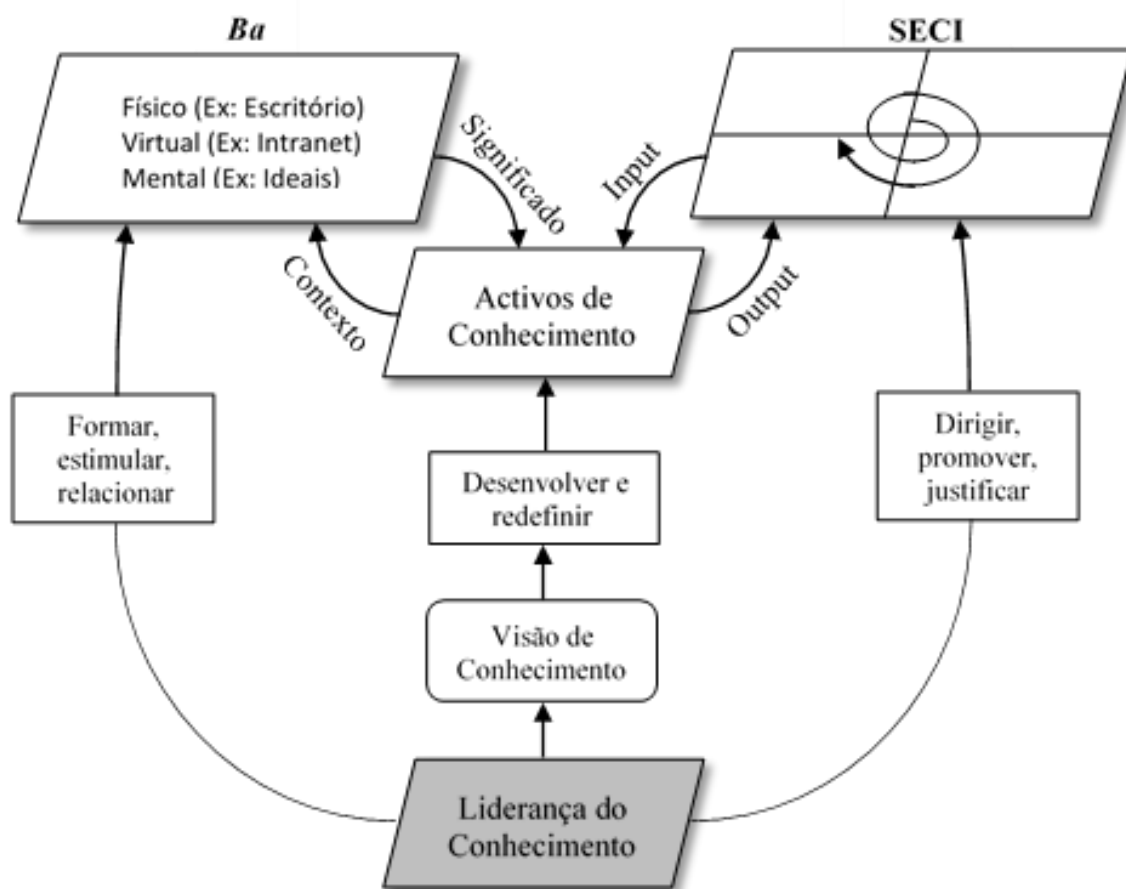 Ba
SECI
Físico (Ex: Escritório)
Virtual (Ex: Intranet)
Mental (Ex: Ideais)
Significado
Input
Contexto
Output
Activos de
Conhecimento
Formar,
estimular,
relacionar
Desenvolver e
redefinir
Dirigir,
promover,
justificar
Visão de
Conhecimento
Liderança do
Conhecimento